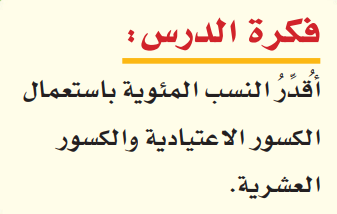 فكرة الدرس:
أُقدِّرُ النسب المئوية باستعمال
الكسور الاعتيادية والكسور
العشرية.